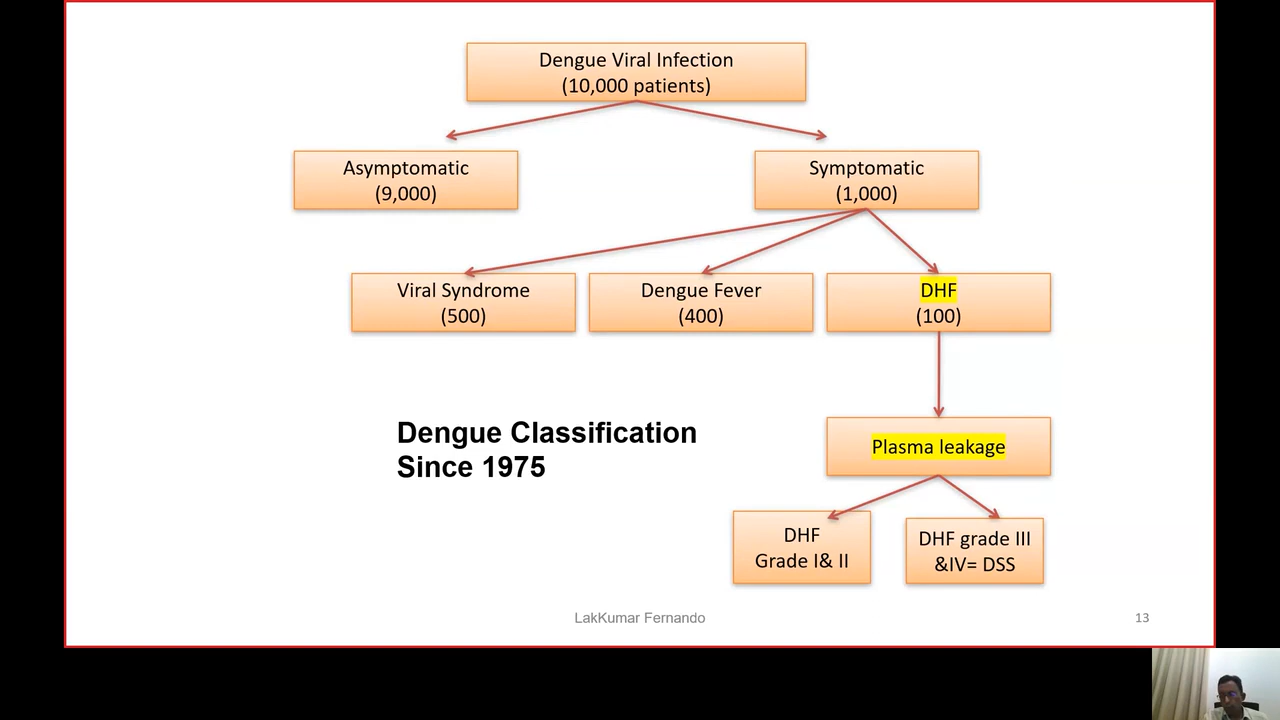 Dengue Viral Infection
(10,000 patients)
Asymptomatic
(9,000)
Symptomatic
(1,000)
Viral Syndrome
(500)
Dengue Fever
(400)
DHF
(100)
Dengue Classification
Since 1975
Plasma leakage
DHF
Grade I& II
DHF grade III
&IV= DSS
LakKumar Fernando
13